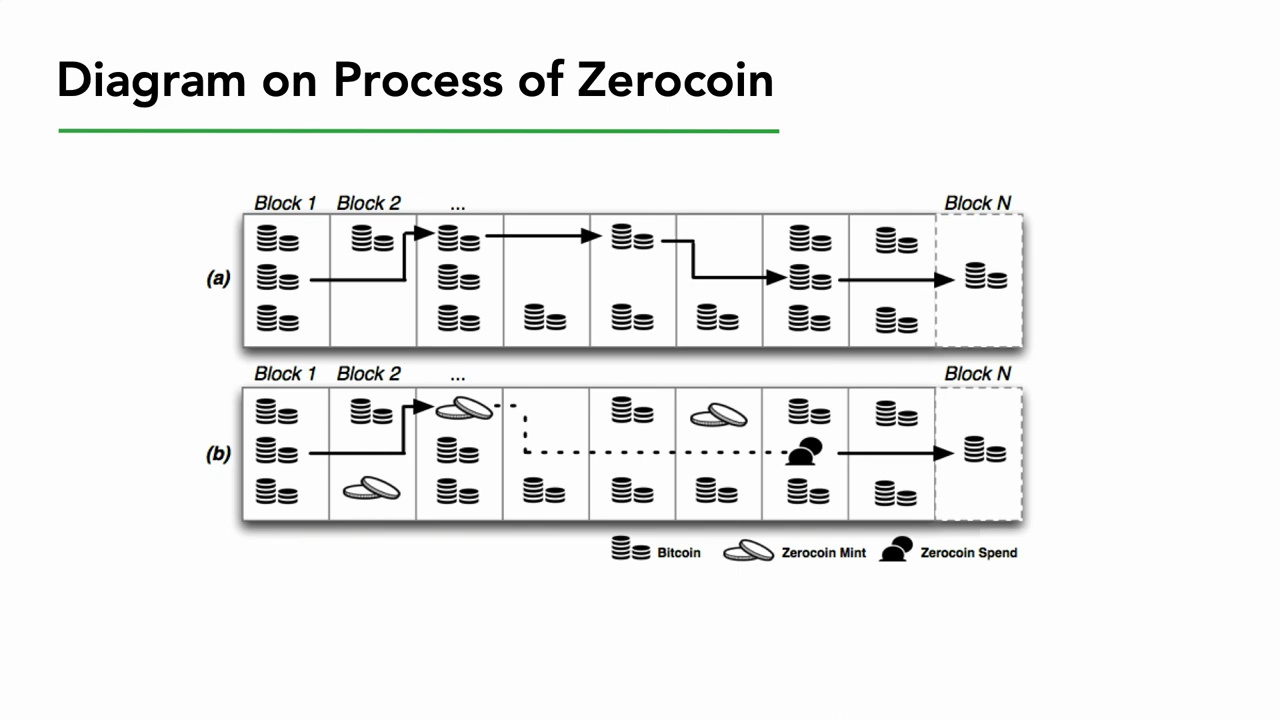 Diagram on Process of Zerocoin
Block 1 Block 2 ... Block N
(a)
Block 1 Block 2 ... Block N
(b)
Bitcoin Zerocoin Mint Zerocoin Spend